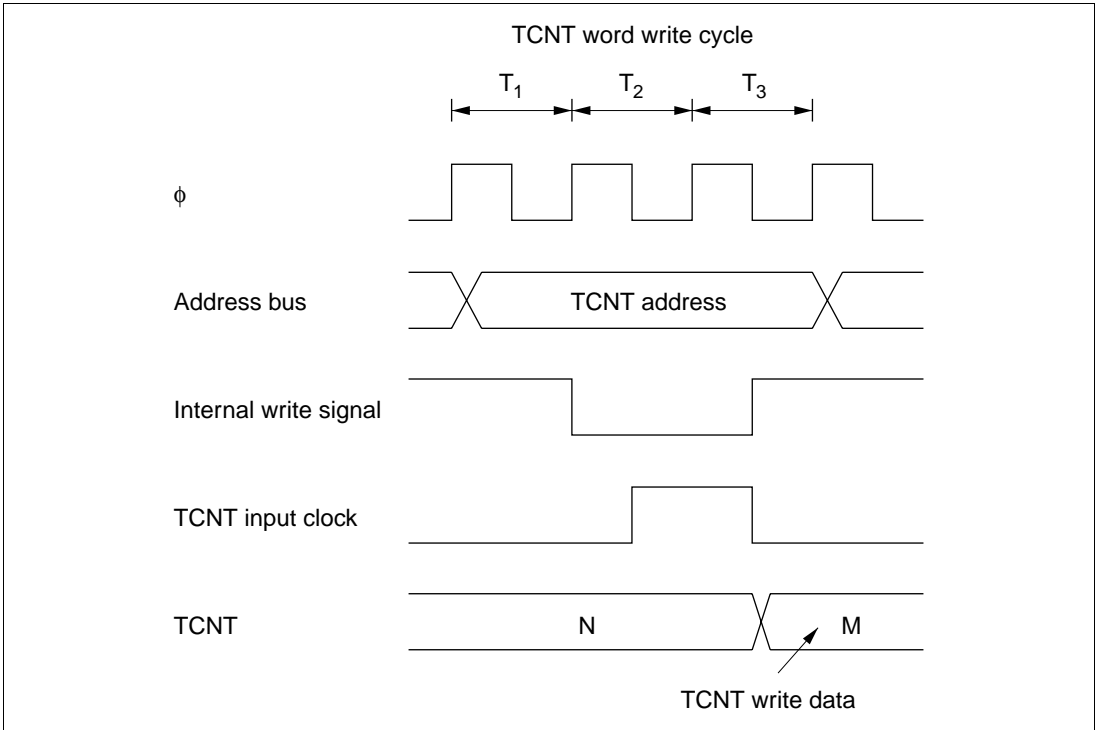 TCNT word write cycle
T1 T2 T3
ϕ
Address bus
TCNT address
Internal write signal
TCNT input clock
TCNT
N
M
TCNT write data